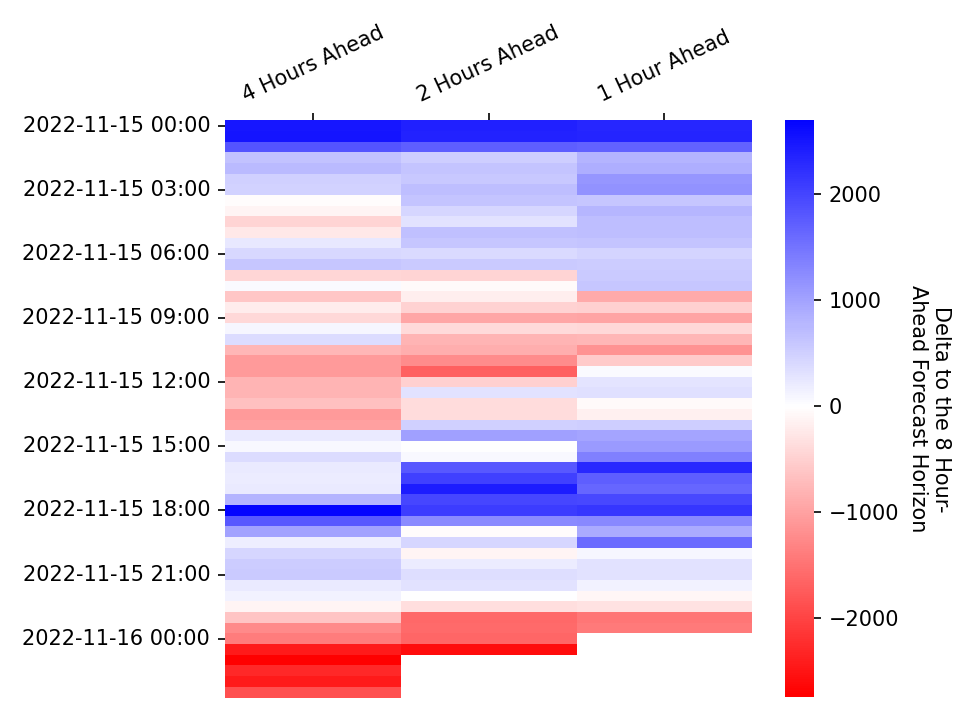 4 Hours Ahead
2 Hours Ahead
1 Hour Ahead
2022-11-15 00:00
2022-11-15 03:00
2022-11-15 06:00
2022-11-15 09:00
2022-11-15 12:00
2022-11-15 15:00
2022-11-15 18:00
2022-11-15 21:00
2022-11-16 00:00
2000
1000
0
−1000
−2000
Delta to the 8 Hour-
Ahead Forecast Horizon